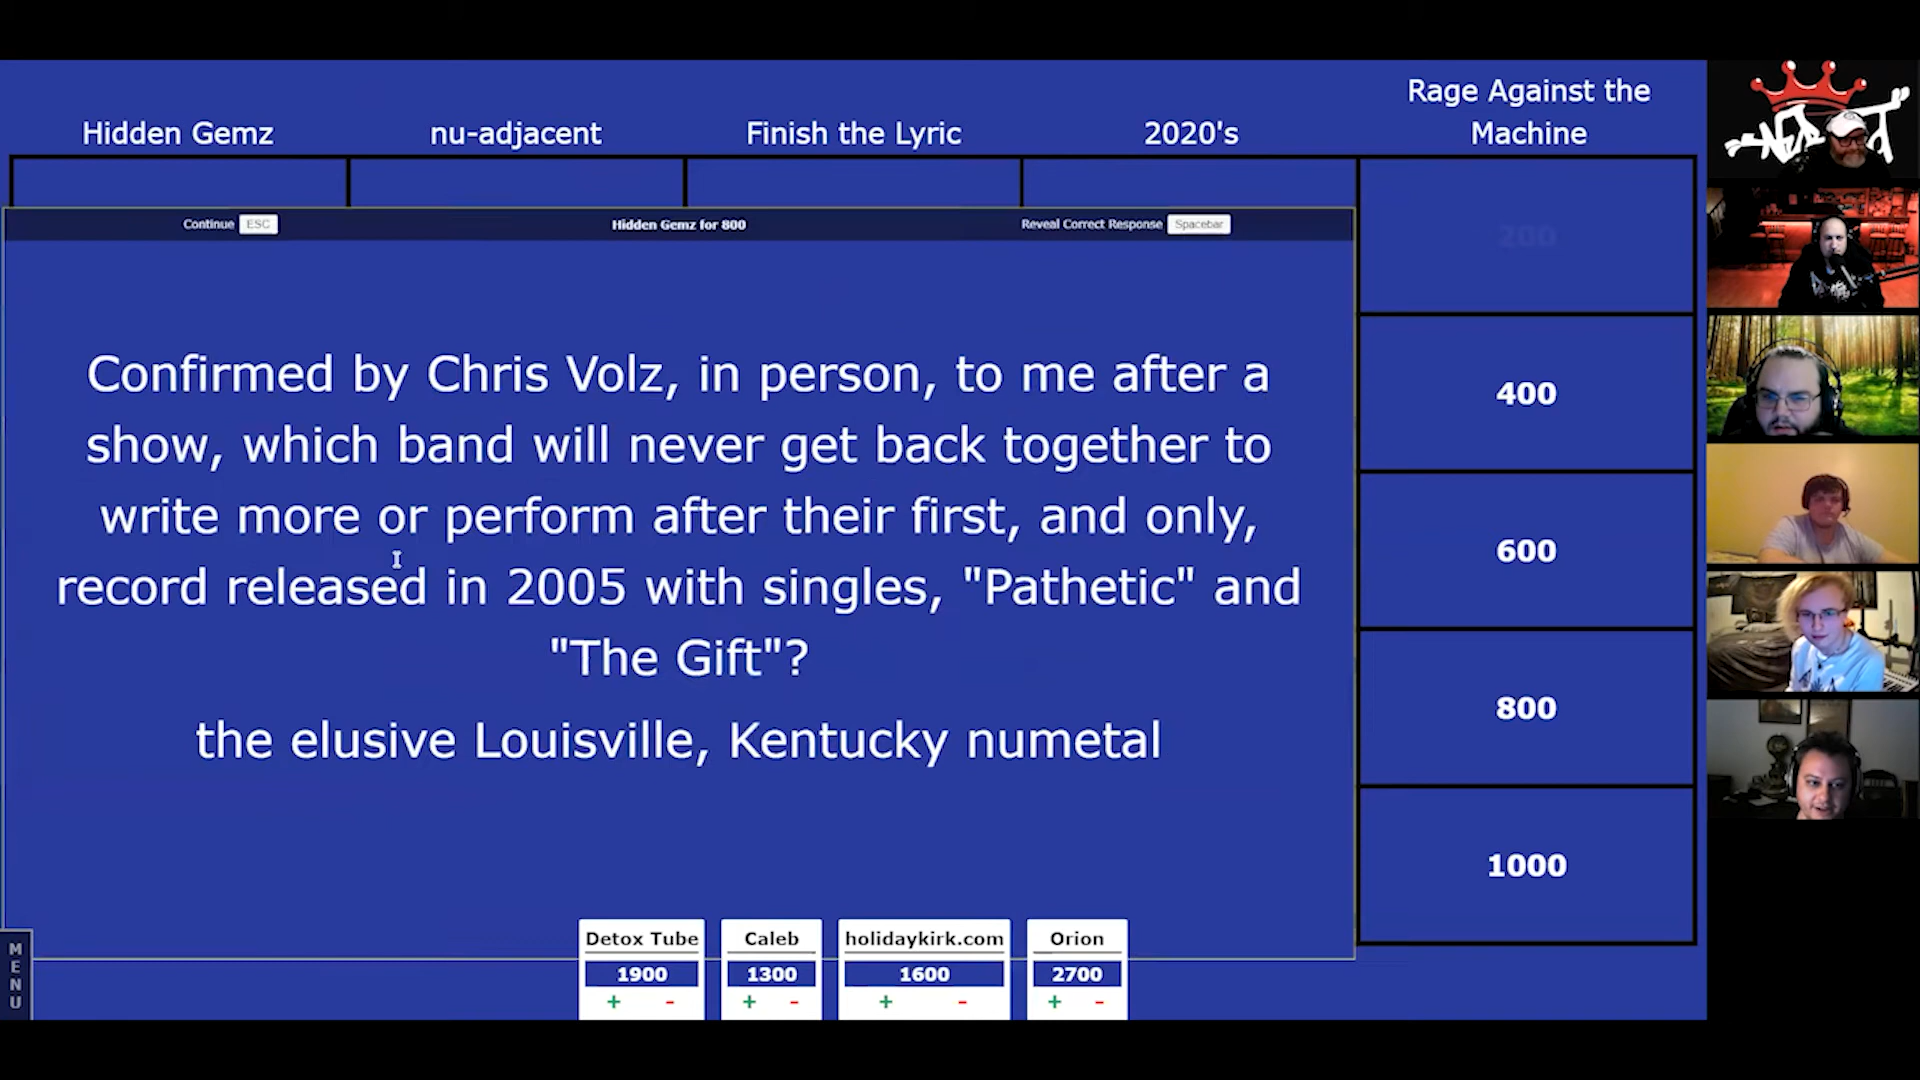 Hidden Gemz
nu-adjacent
Finish the Lyric
2020's
Rage Against the
Machine
Continue ESC
Hidden Gemz for 800
Reveal Correct Response Spacebar
200
Confirmed by Chris Volz, in person, to me after a
show, which band will never get back together to
write more or perform after their first, and only,
record released in 2005 with singles, "Pathetic" and
"The Gift"?
the elusive Louisville, Kentucky numetal
400
600
800
1000
MENU
Detox Tube
1900
+ -
Caleb
1300
+ -
holidaykirk.com
1600
+ -
Orion
2700
+ -